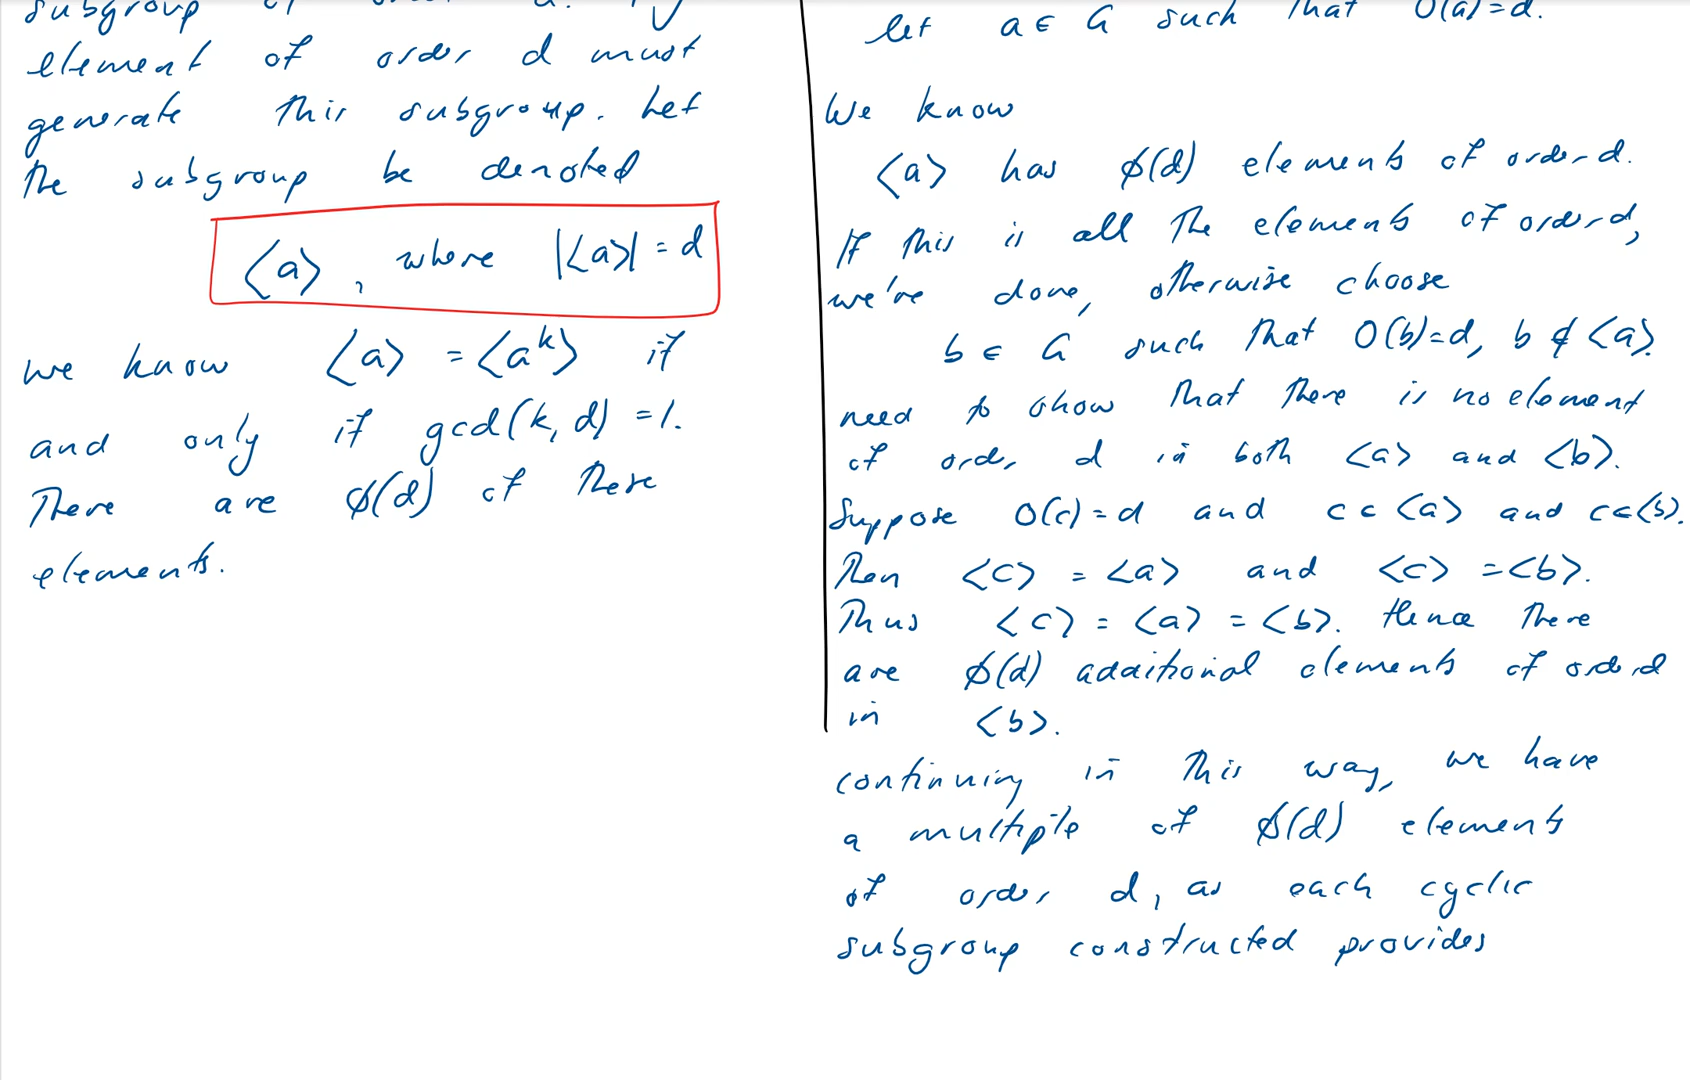 subgroup of
element of order d must
generate this subgroup. Let
the subgroup be denoted
⟨a⟩, where |⟨a⟩| = d
we know ⟨a⟩ = ⟨a^k⟩ if
and only if gcd(k, d) = 1.
There are ϕ(d) of these
elements.
let a ∈ G such that O(a) = d.
We know
⟨a⟩ has ϕ(d) elements of order d.
If this is all the elements of order d,
we're done, otherwise choose
b ∈ G such that O(b) = d, b ∉ ⟨a⟩.
need to show that there is no element
of order d in both ⟨a⟩ and ⟨b⟩.
Suppose O(c) = d and c ∈ ⟨a⟩ and c ∈ ⟨b⟩.
Then ⟨c⟩ = ⟨a⟩ and ⟨c⟩ = ⟨b⟩.
Thus ⟨c⟩ = ⟨a⟩ = ⟨b⟩. Hence there
are ϕ(d) additional elements of order d
in ⟨b⟩.
continuing in this way, we have
a multiple of ϕ(d) elements
of order d, as each cyclic
subgroup constructed provides